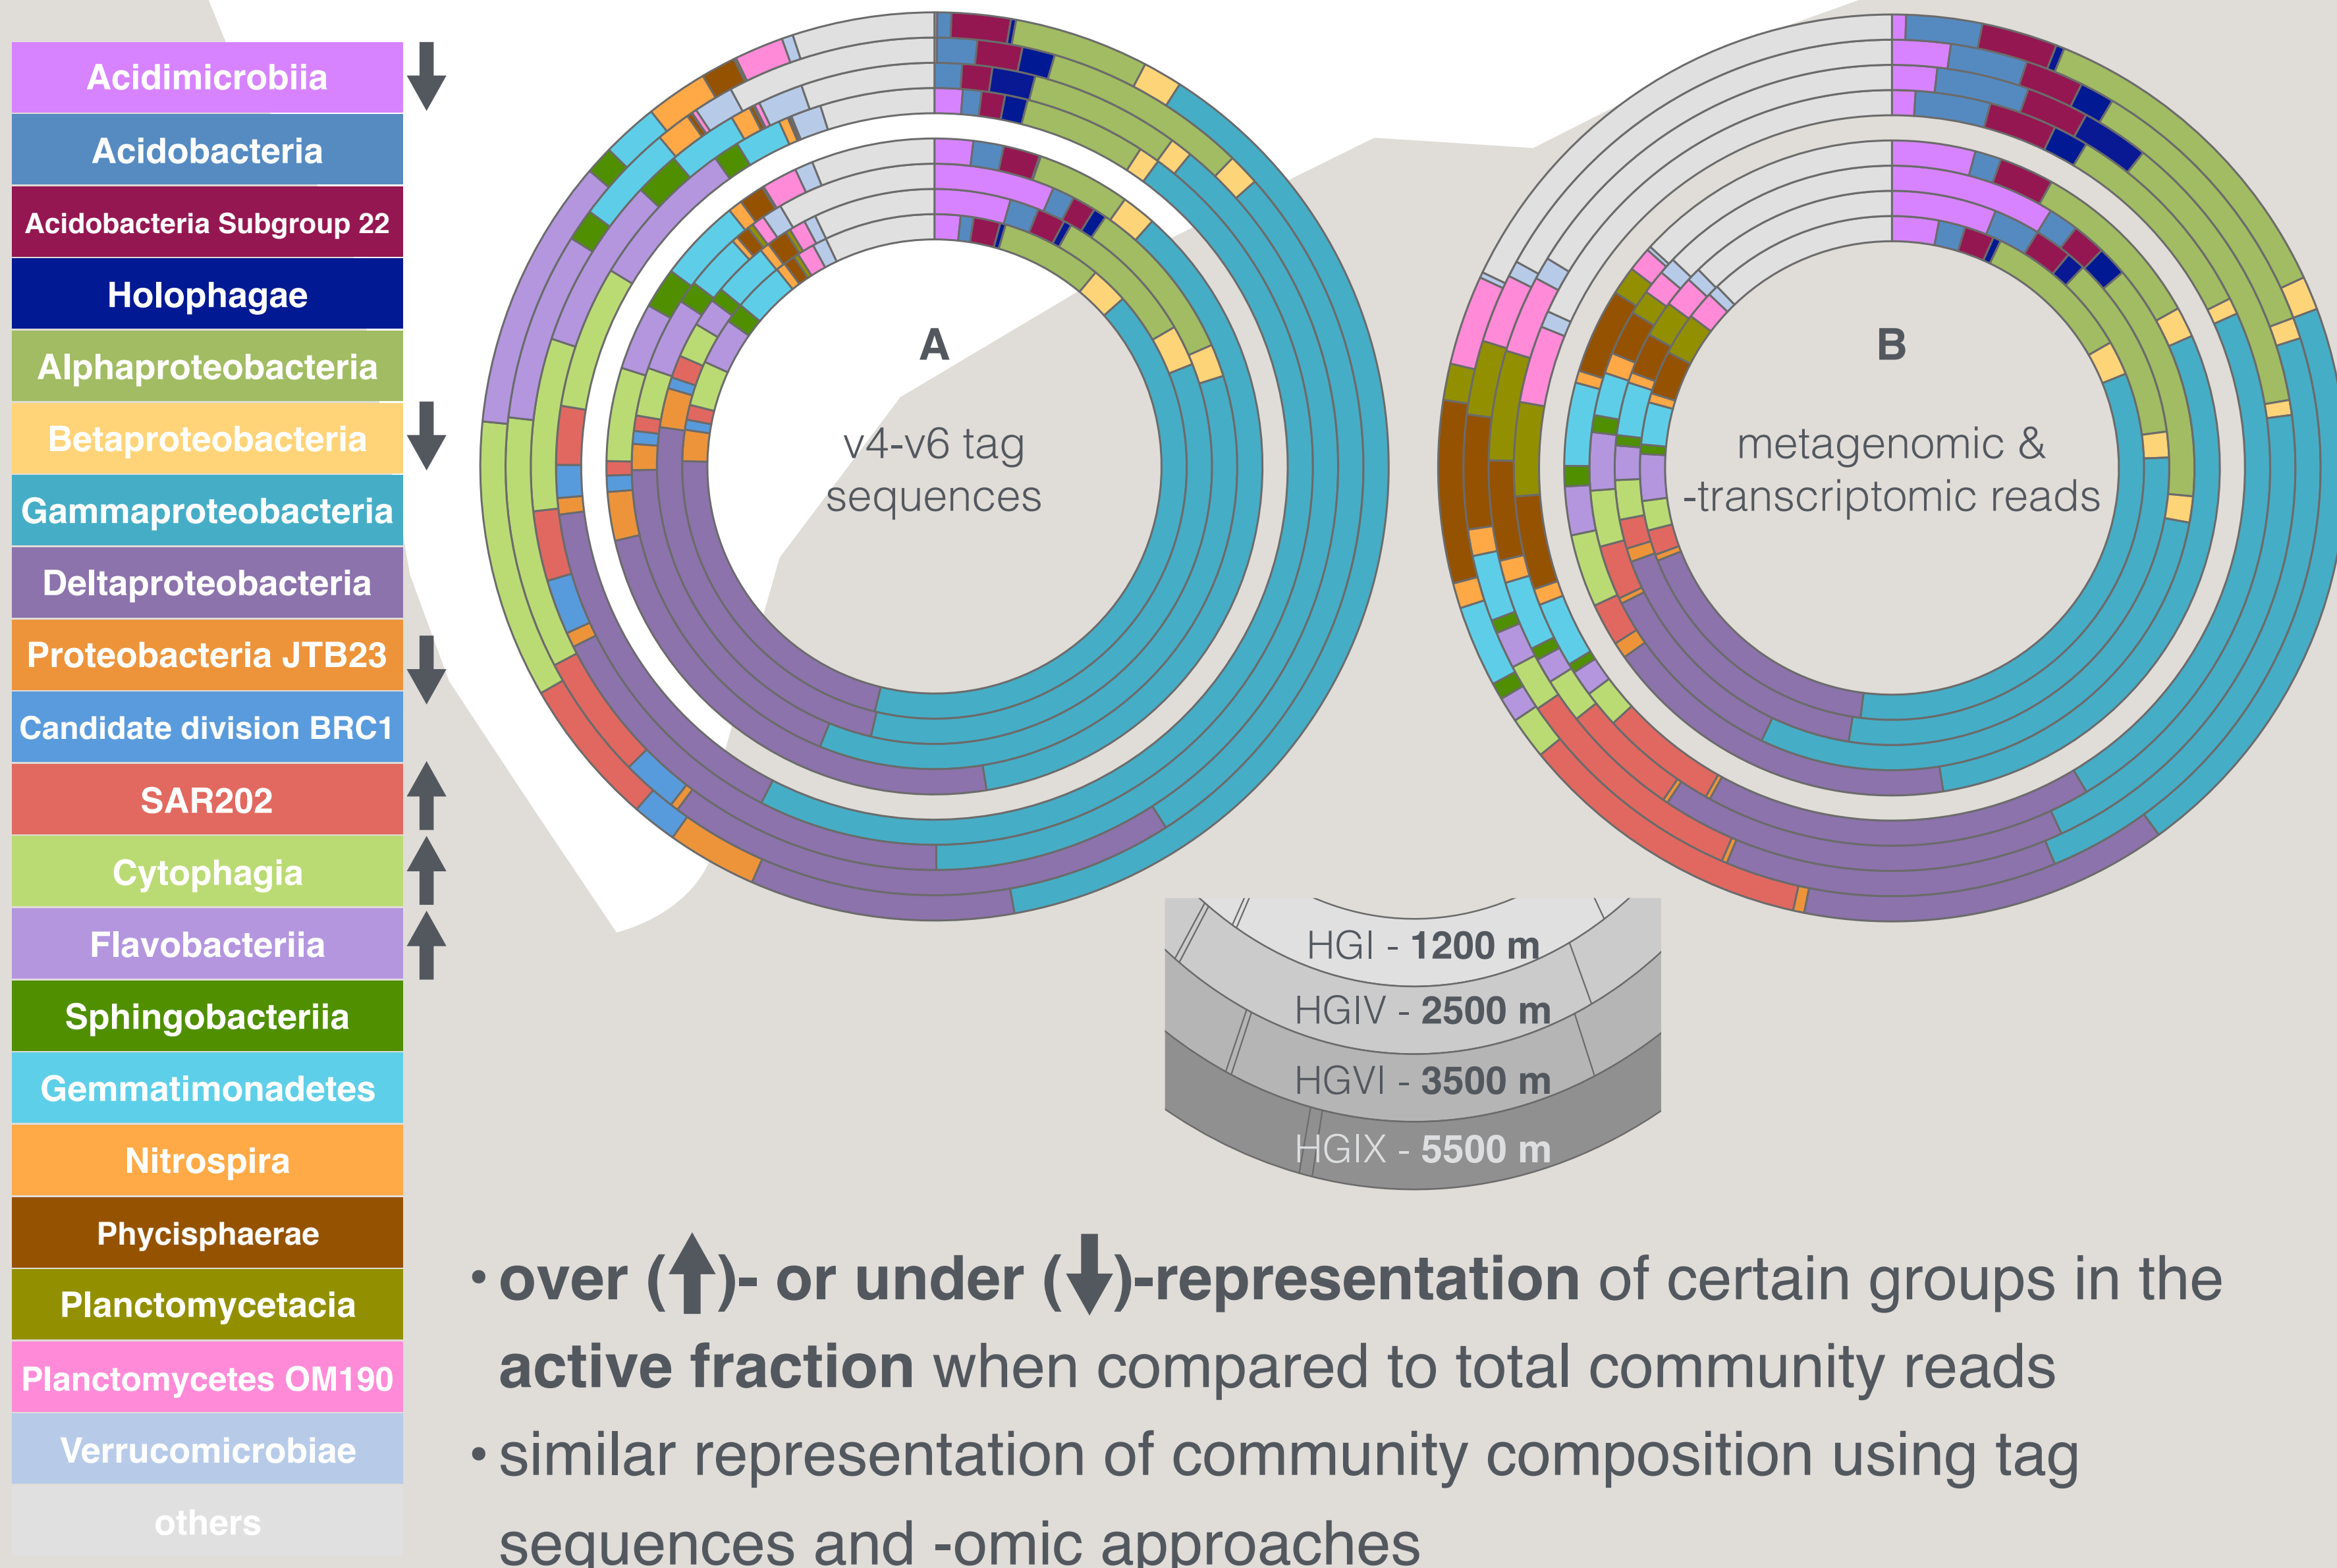 Acidimicrobiia
Acidobacteria
Acidobacteria Subgroup 22
Holophagae
Alphaproteobacteria
Betaproteobacteria
Gammaproteobacteria
Deltaproteobacteria
Proteobacteria JTB23
Candidate division BRC1
SAR202
Cytophagia
Flavobacteriia
Sphingobacteriia
Gemmatimonadetes
Nitrospira
Phycisphaerae
Planctomycetacia
Planctomycetes OM190
Verrucomicrobiae
others
A
v4-v6 tag
sequences
B
metagenomic &
-transcriptomic reads
HGI - 1200 m
HGIV - 2500 m
HGVI - 3500 m
HGIX - 5500 m
• over (↑)- or under (↓)-representation of certain groups in the
active fraction when compared to total community reads
• similar representation of community composition using tag
sequences and -omic approaches